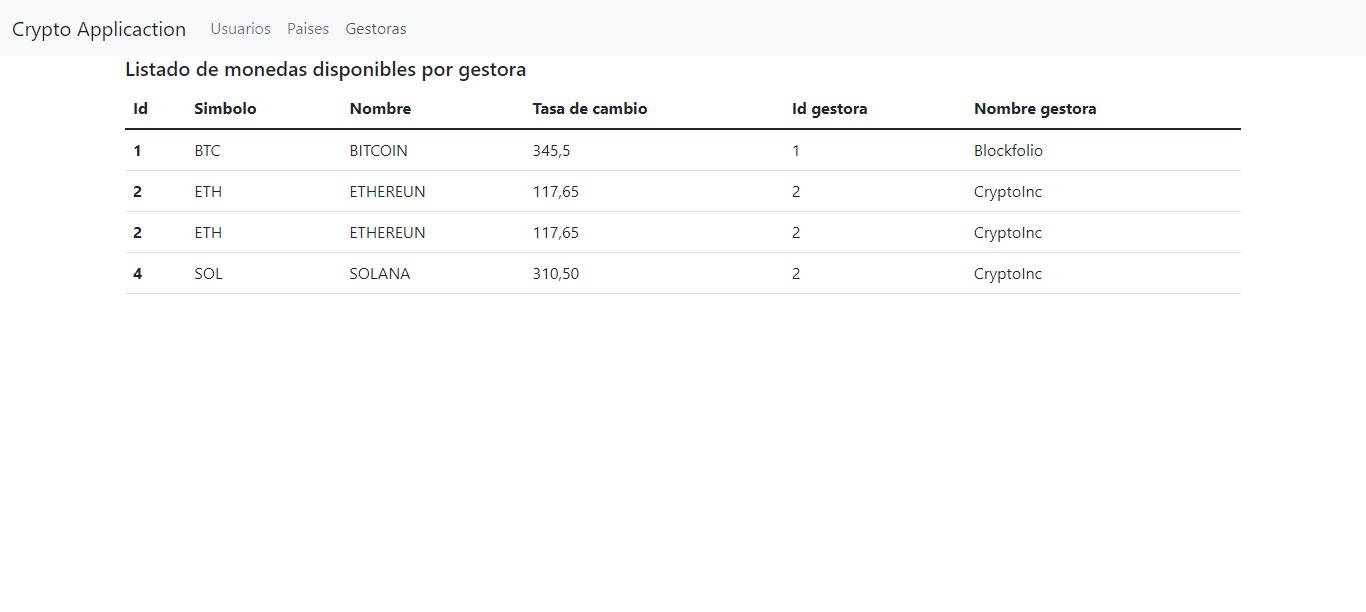 Crypto Applicaction Usuarios Paises Gestoras
Listado de monedas disponibles por gestora
Id Simbolo Nombre Tasa de cambio Id gestora Nombre gestora
1 BTC BITCOIN 345,5 1 Blockfolio
2 ETH ETHEREUN 117,65 2 CryptoInc
2 ETH ETHEREUN 117,65 2 CryptoInc
4 SOL SOLANA 310,50 2 CryptoInc